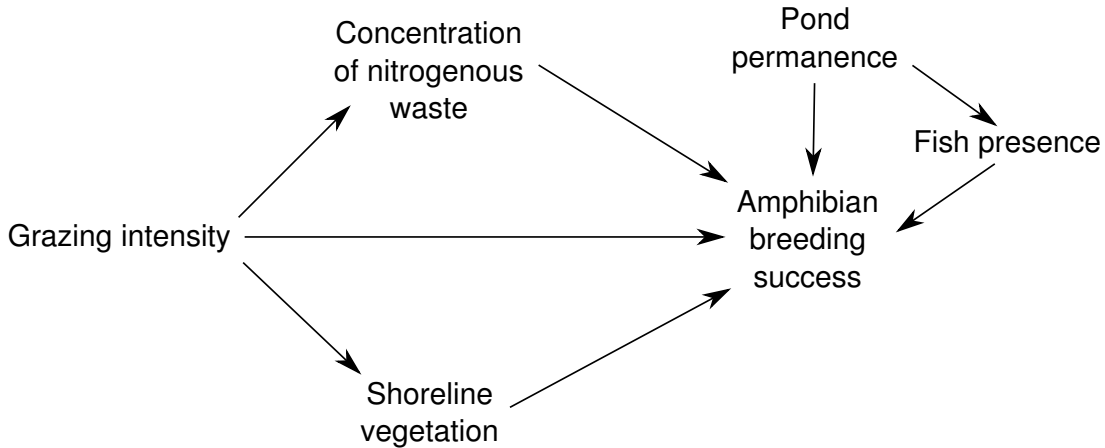 Concentration
of nitrogenous
waste
Pond
permanence
Fish presence
Grazing intensity
Amphibian
breeding
success
Shoreline
vegetation